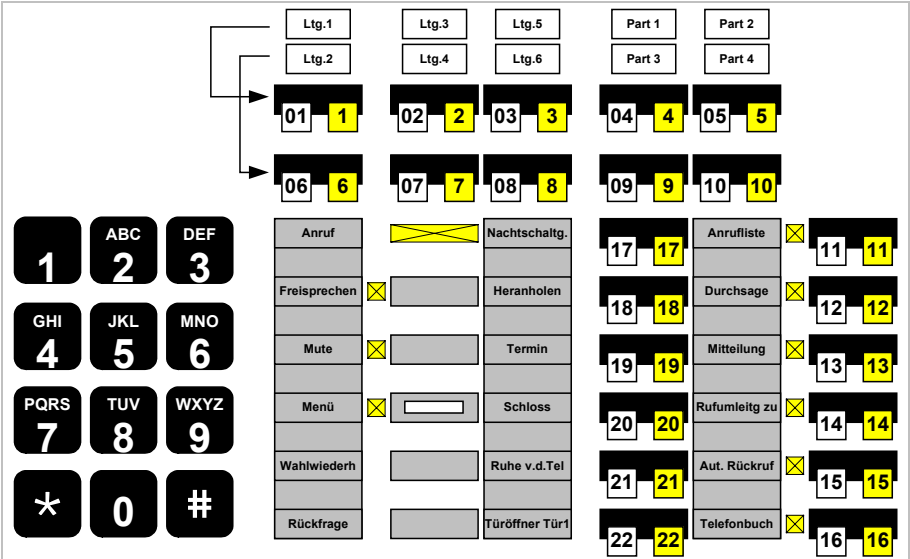 Ltg.1 Ltg.3 Ltg.5 Part 1 Part 2
Ltg.2 Ltg.4 Ltg.6 Part 3 Part 4
01 1 02 2 03 3 04 4 05 5
06 6 07 7 08 8 09 9 10 10
Anruf Nachtschaltg. 17 17 Anrufliste 11 11
ABC DEF
1 2 3
Freisprechen Heranholen 18 18 Durchsage 12 12
GHI JKL MNO
4 5 6
Mute Termin 19 19 Mitteilung 13 13
PQRS TUV WXYZ
7 8 9
Menü Schloss 20 20 Rufumleitg zu 14 14
Wahlwiederh Ruhe v.d.Tel 21 21 Aut. Rückruf 15 15
* 0 #
Rückfrage Türöffner Tür1 22 22 Telefonbuch 16 16